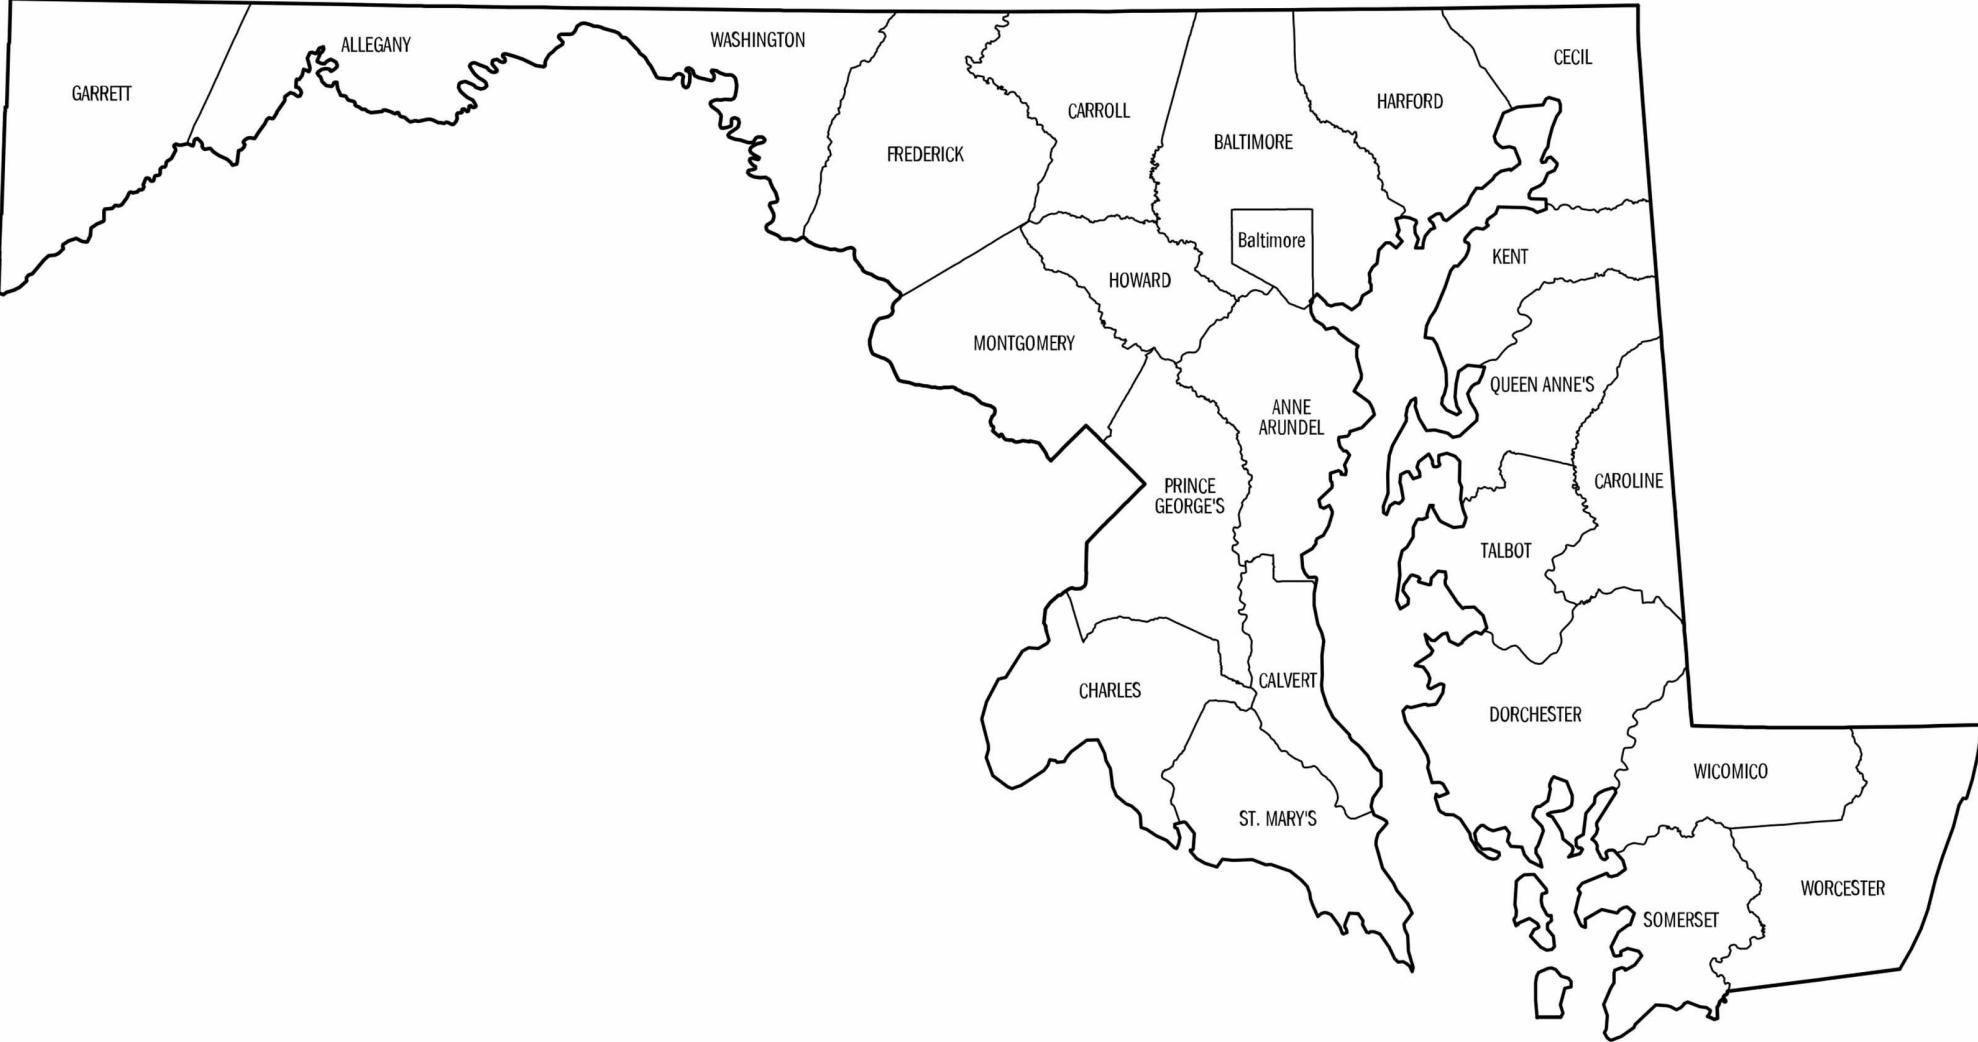 WASHINGTON
ALLEGANY
CECIL
GARRETT
HARFORD
CARROLL
BALTIMORE
FREDERICK
Baltimore
KENT
HOWARD
MONTGOMERY
QUEEN ANNE'S
ANNE
ARUNDEL
CAROLINE
PRINCE
GEORGE'S
TALBOT
CALVERT
CHARLES
DORCHESTER
WICOMICO
ST. MARY'S
WORCESTER
SOMERSET